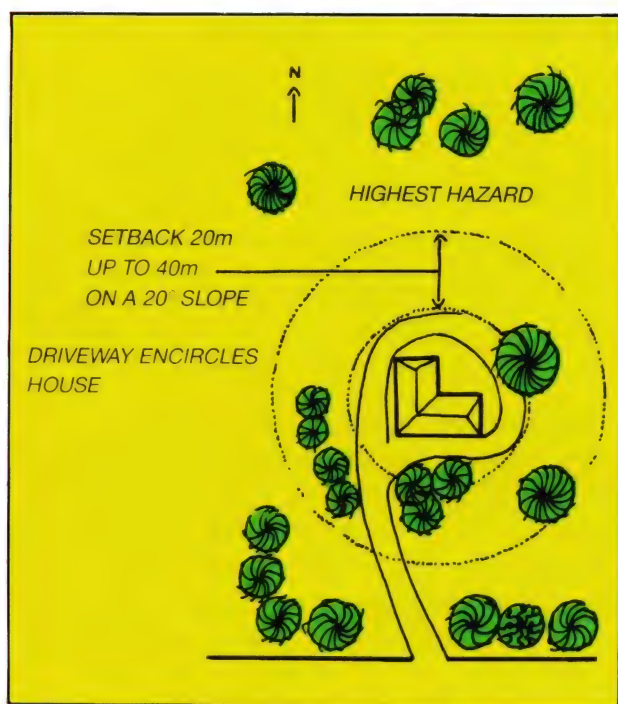 N
HIGHEST HAZARD
SETBACK 20m
UP TO 40m
ON A 20° SLOPE
DRIVEWAY ENCIRCLES
HOUSE